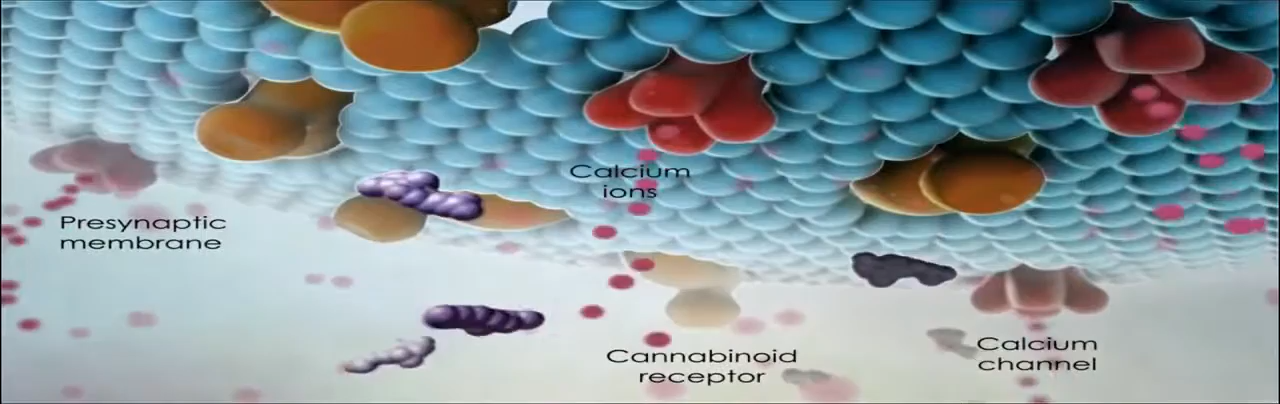 Calcium
ions
Presynaptic
membrane
Cannabinoid
receptor
Calcium
channel